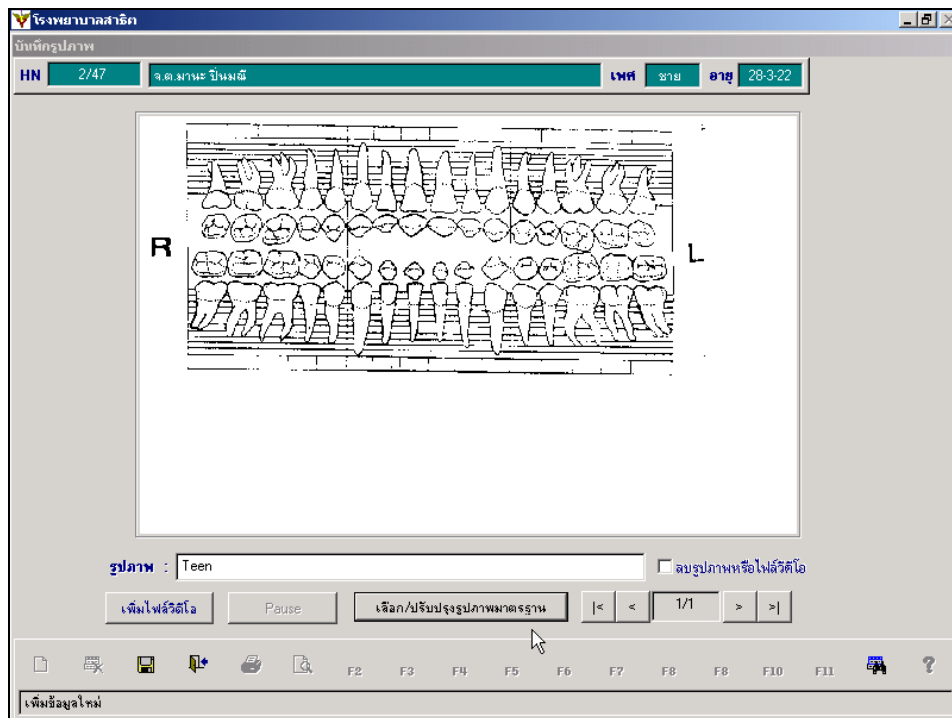 โรงพยาบาลสาธิต
บันทึกรูปภาพ
HN 2/47 จ.ต.มานะ ปิ่นมณี เพศ ชาย อายุ 28-3-22
R L
รูปภาพ : Teen ลบรูปภาพหรือไฟล์วิดีโอ
เพิ่มไฟล์วิดีโอ Pause เลือก/ปรับปรุงรูปภาพมาตรฐาน |< < 1/1 > >|
F2 F3 F4 F5 F6 F7 F8 F8 F10 F11 ?
เพิ่มข้อมูลใหม่